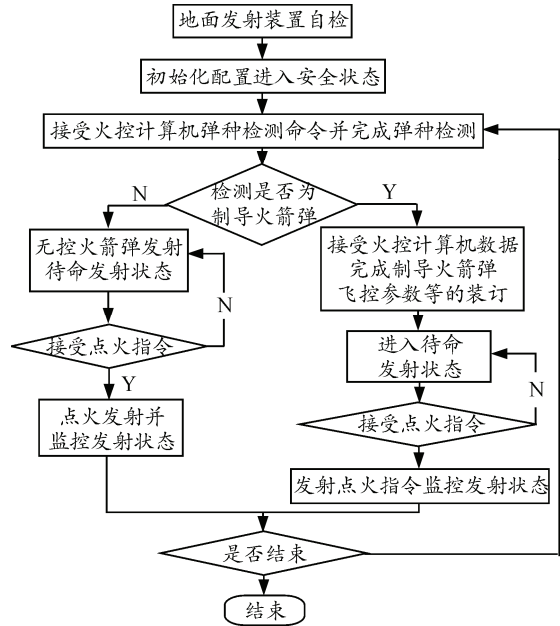 地面发射装置自检
初始化配置进入安全状态
接受火控计算机弹种检测命令并完成弹种检测
检测是否为
制导火箭弹
N
Y
无控火箭弹发射
待命发射状态
N
接受点火指令
Y
点火发射并
监控发射状态
接受火控计算机数据
完成制导火箭弹
飞控参数等的装订
进入待命
发射状态
N
接受点火指令
发射点火指令监控发射状态
是否结束
结束